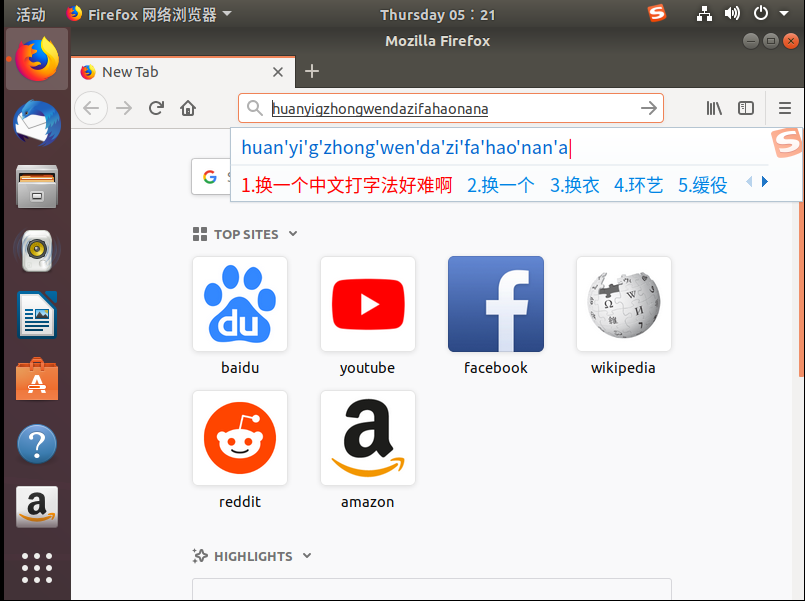 活动 Firefox 网络浏览器 Thursday 05：21
Mozilla Firefox
New Tab
huanyigzhongwendazifahaonana
huan'yi'g'zhong'wen'da'zi'fa'hao'nan'a
1.换一个中文打字法好难啊 2.换一个 3.换衣 4.环艺 5.缓役
TOP SITES
du
baidu youtube facebook wikipedia
reddit amazon
HIGHLIGHTS